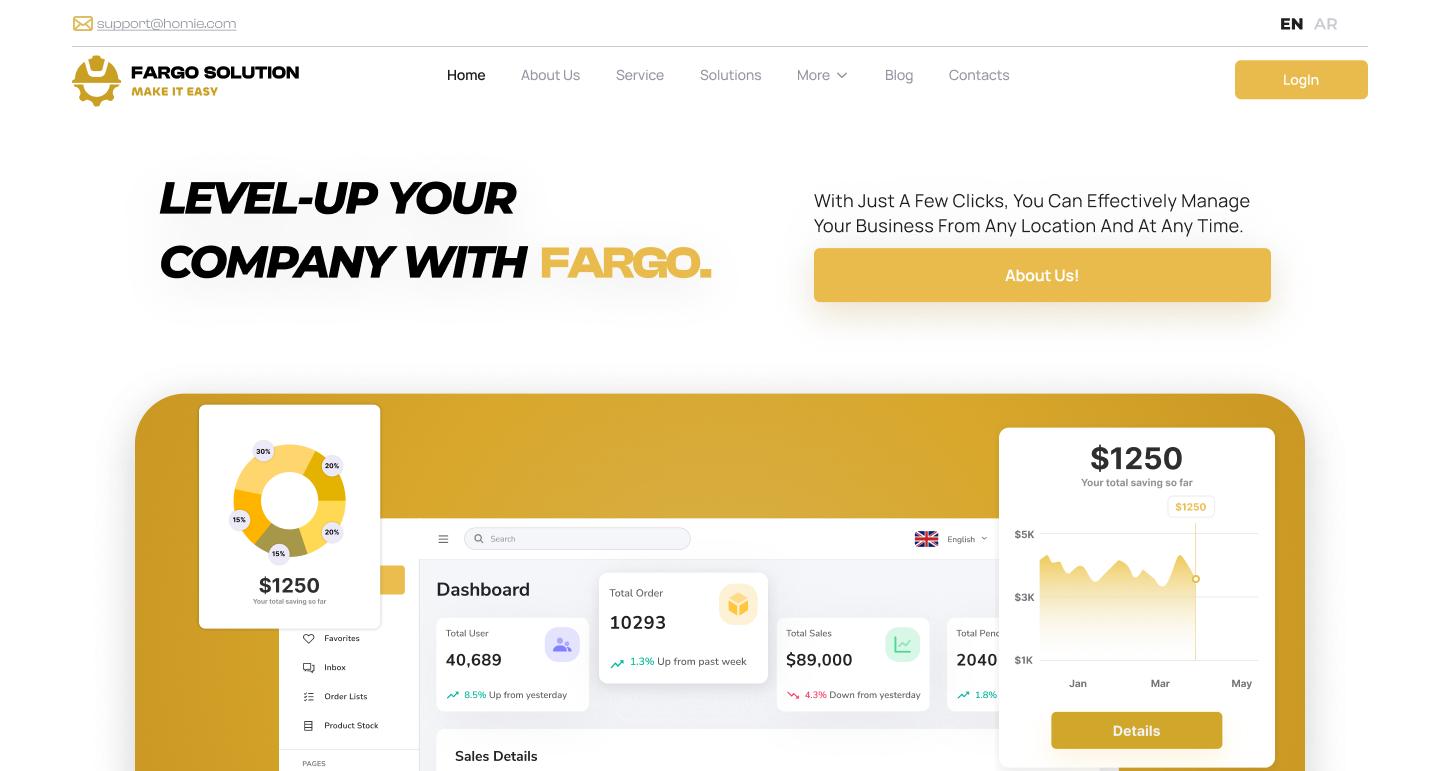 support@homie.com
EN AR
FARGO SOLUTION
MAKE IT EASY
Home About Us Service Solutions More Blog Contacts
LogIn
LEVEL-UP YOUR
COMPANY WITH FARGO.
With Just A Few Clicks, You Can Effectively Manage
Your Business From Any Location And At Any Time.
About Us!
30%
20%
15%
20%
15%
$1250
Your total saving so far
Favorites
Inbox
Order Lists
Product Stock
PAGES
Search
English
Dashboard
Total User
40,689
8.5% Up from yesterday
Total Order
10293
1.3% Up from past week
Total Sales
$89,000
4.3% Down from yesterday
Total Pend
2040
1.8%
Sales Details
$1250
Your total saving so far
$1250
$5K
$3K
$1K
Jan Mar May
Details